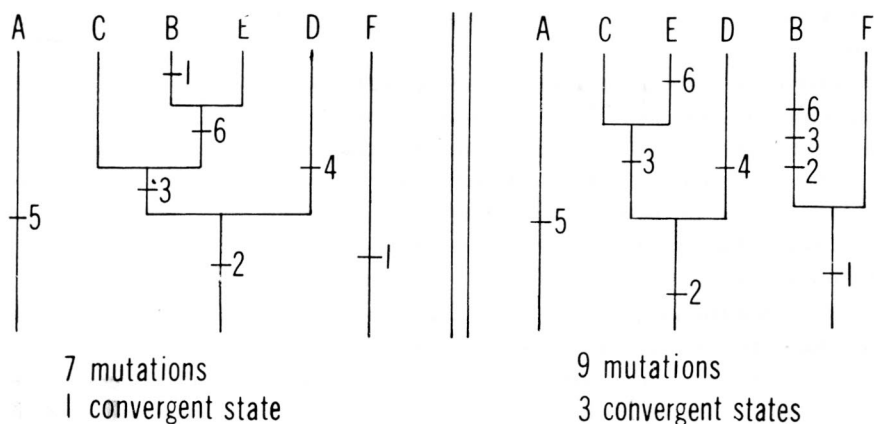 A C B E D F
1
6
4
3
5
2
1
7 mutations
1 convergent state
A C E D B F
6
6
3
3 4 2
5
1
2
9 mutations
3 convergent states